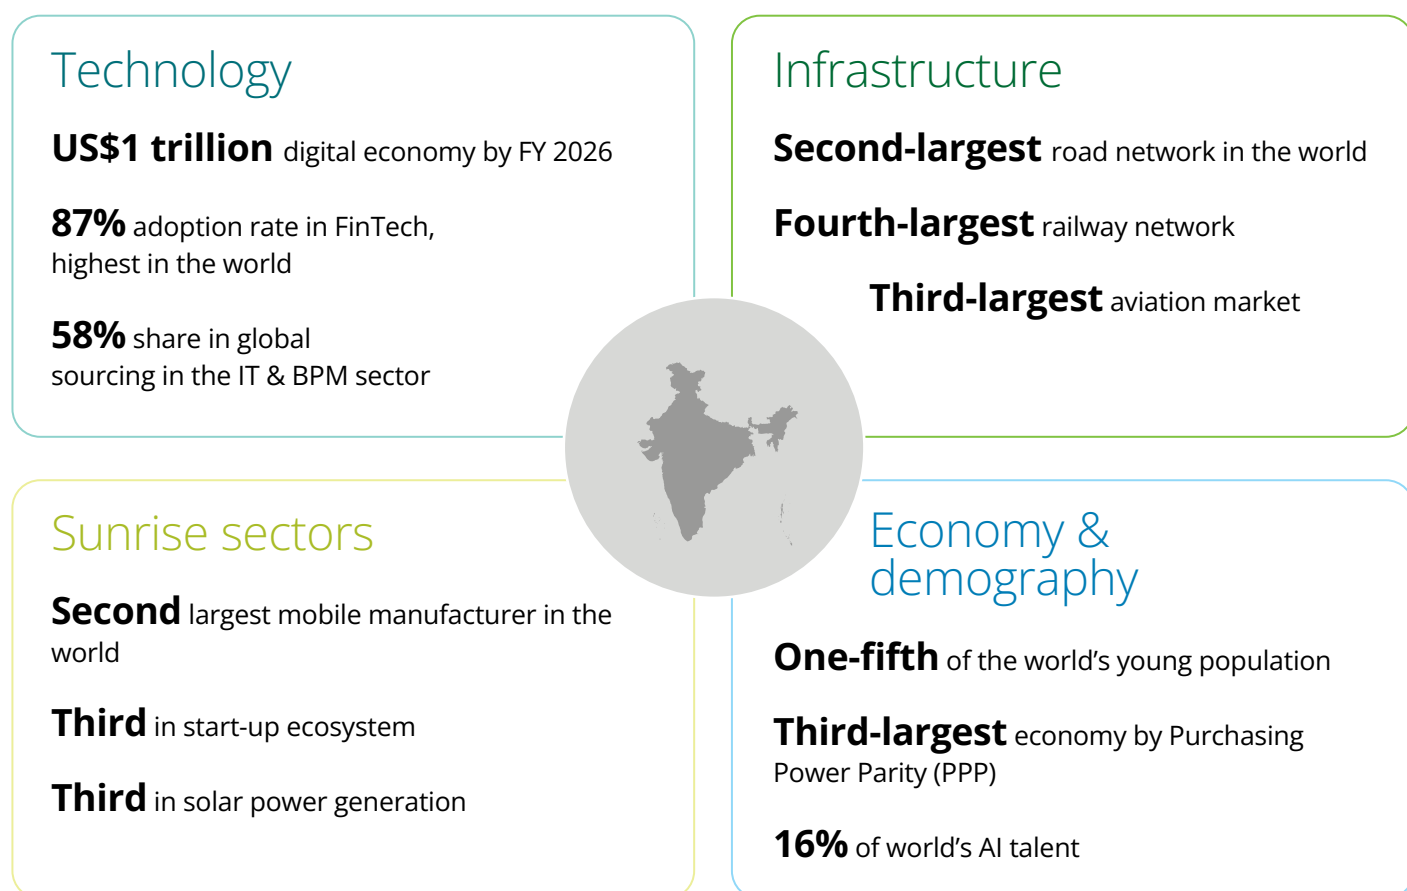 Technology
US$1 trillion digital economy by FY 2026
87% adoption rate in FinTech,
highest in the world
58% share in global
sourcing in the IT & BPM sector
Infrastructure
Second-largest road network in the world
Fourth-largest railway network
Third-largest aviation market
Sunrise sectors
Second largest mobile manufacturer in the
world
Third in start-up ecosystem
Third in solar power generation
Economy &
demography
One-fifth of the world’s young population
Third-largest economy by Purchasing
Power Parity (PPP)
16% of world’s AI talent